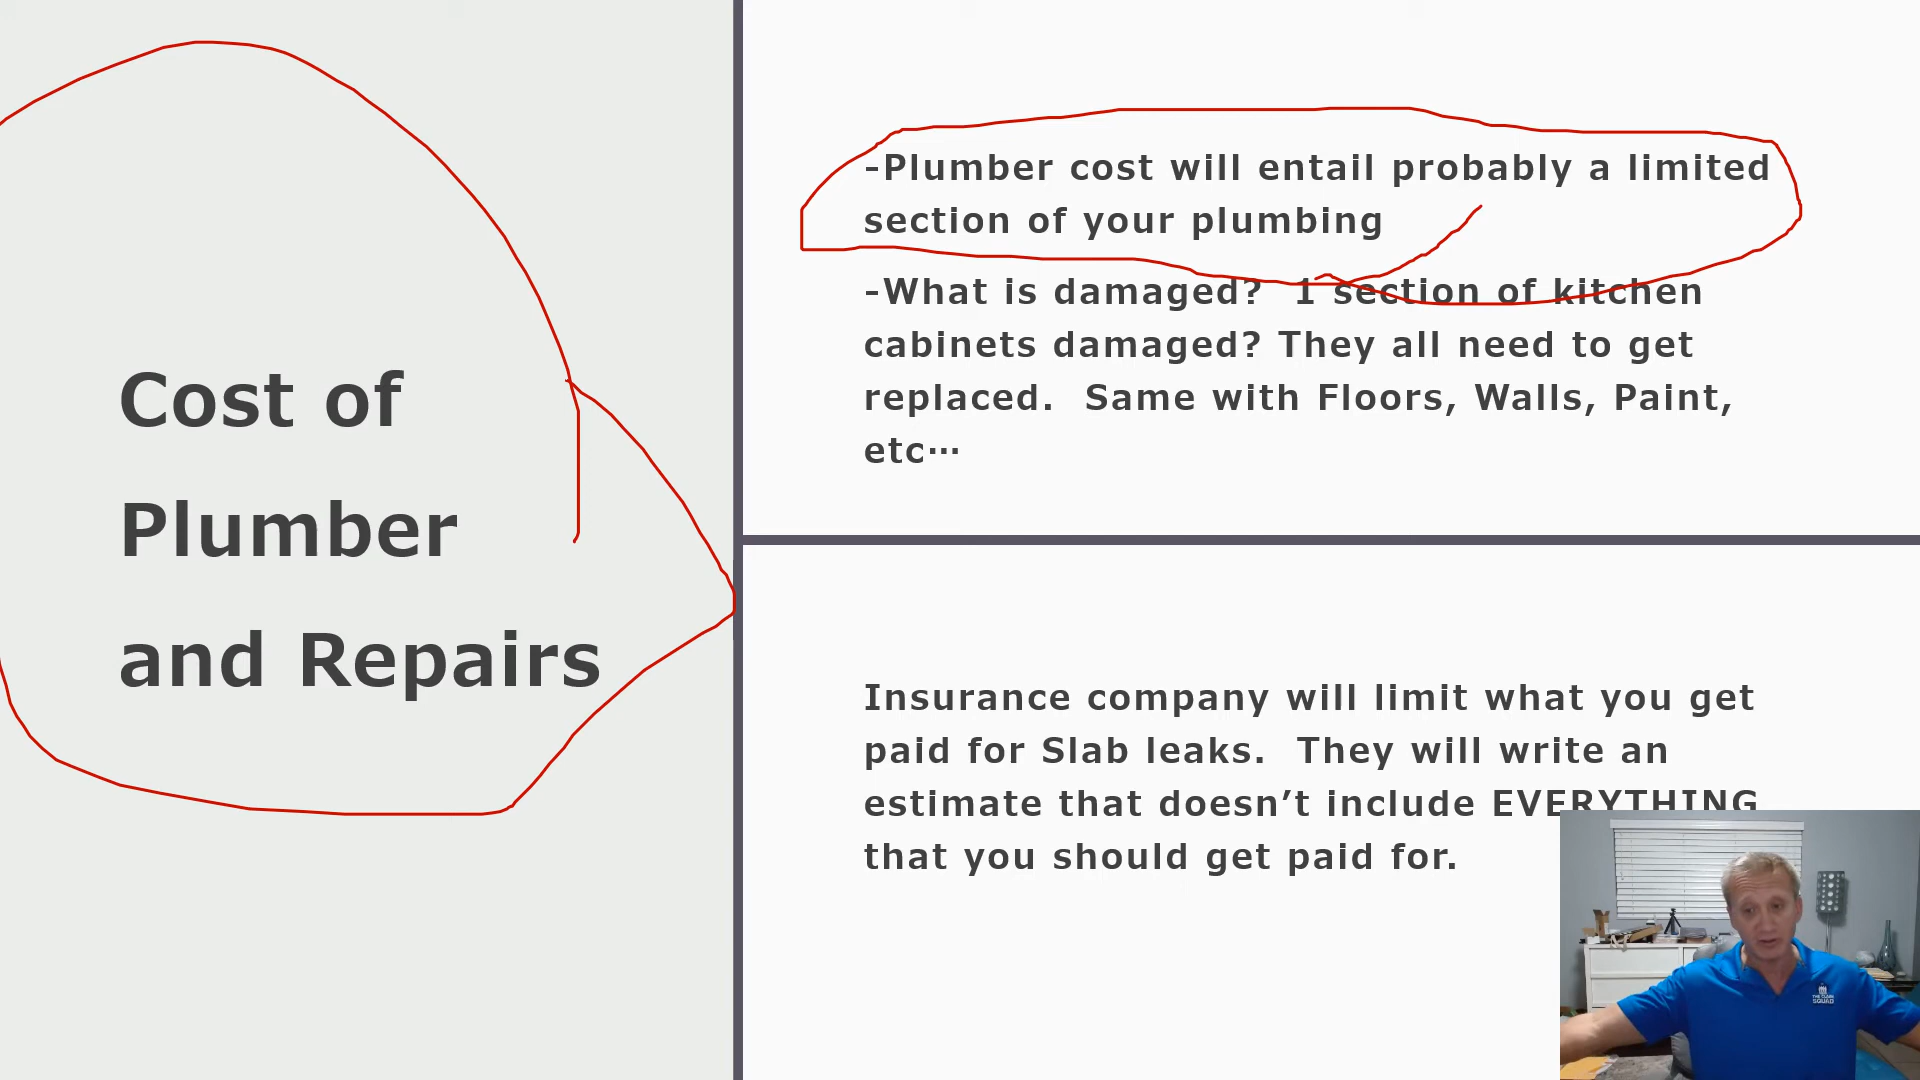 Cost of
Plumber
and Repairs
-Plumber cost will entail probably a limited
section of your plumbing
-What is damaged?  1 section of kitchen
cabinets damaged? They all need to get
replaced.  Same with Floors, Walls, Paint,
etc…
Insurance company will limit what you get
paid for Slab leaks.  They will write an
estimate that doesn’t include EVERYTHING
that you should get paid for.
THE CLAIM
SQUAD